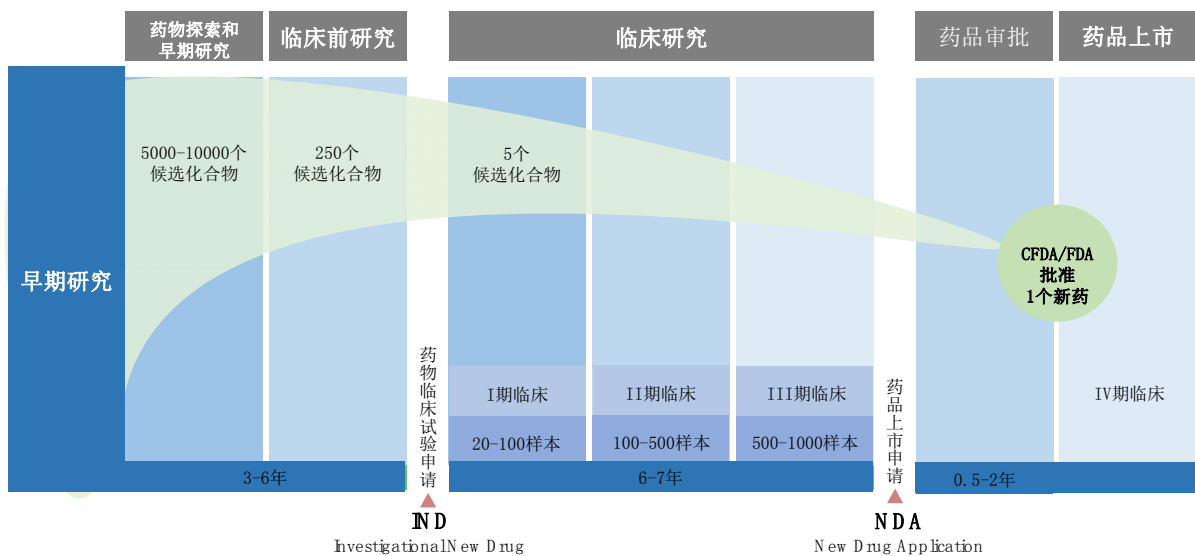 药物探索和
早期研究
临床前研究
临床研究
药品审批
药品上市
5000-10000个
候选化合物
250个
候选化合物
5个
候选化合物
早期研究
CFDA/FDA
批准
1个新药
药物临床试验申请
药品上市申请
I期临床
II期临床
III期临床
IV期临床
20-100样本
100-500样本
500-1000样本
3-6年
6-7年
0.5-2年
IND
NDA
Investigational New Drug
New Drug Application